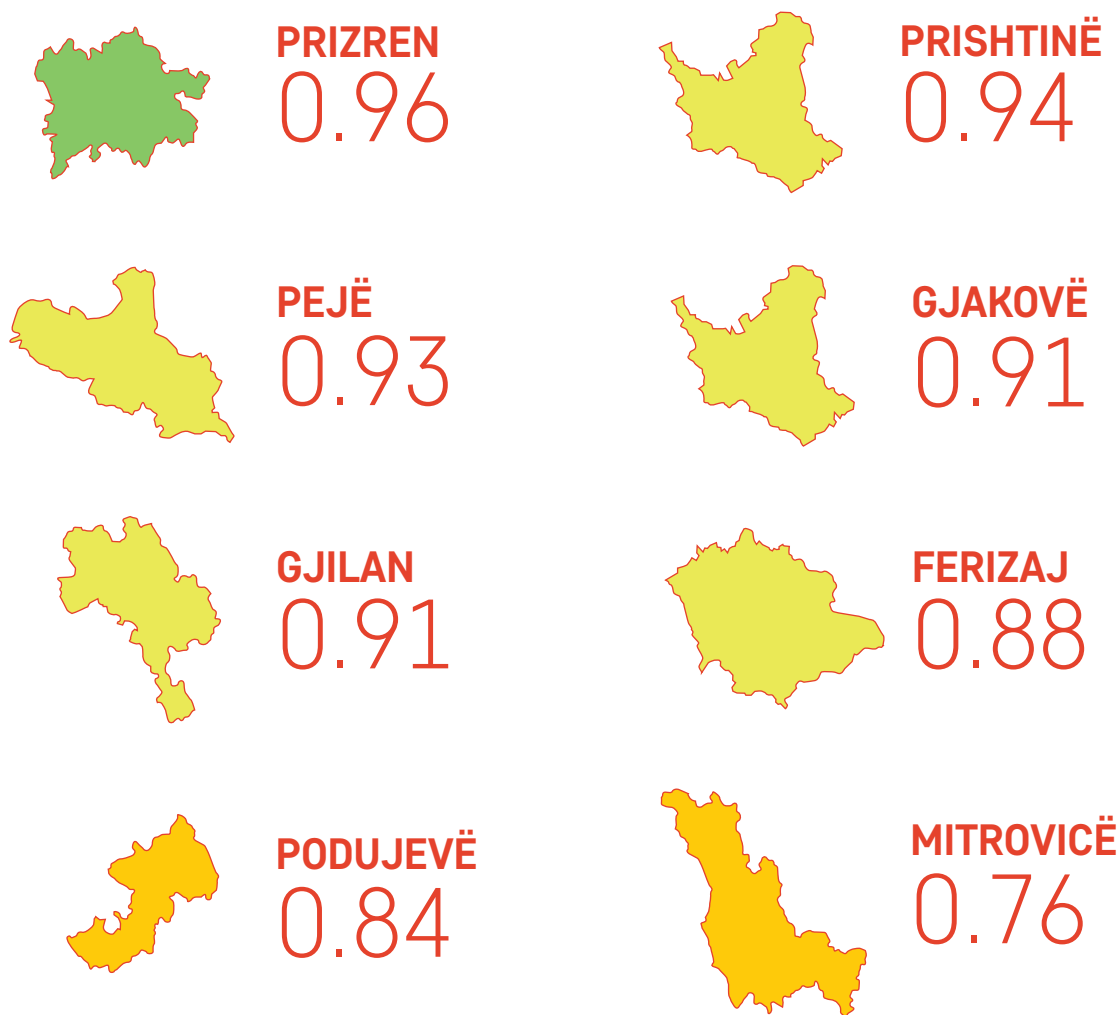 PRIZREN
0.96
PRISHTINË
0.94
PEJË
0.93
GJAKOVË
0.91
GJILAN
0.91
FERIZAJ
0.88
PODUJEVË
0.84
MITROVICË
0.76